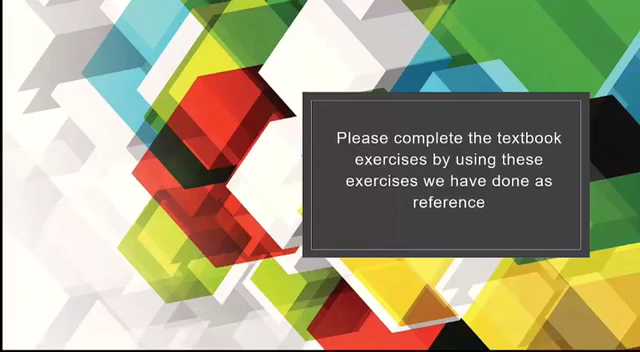 Please complete the textbook
exercises by using these
exercises we have done as
reference